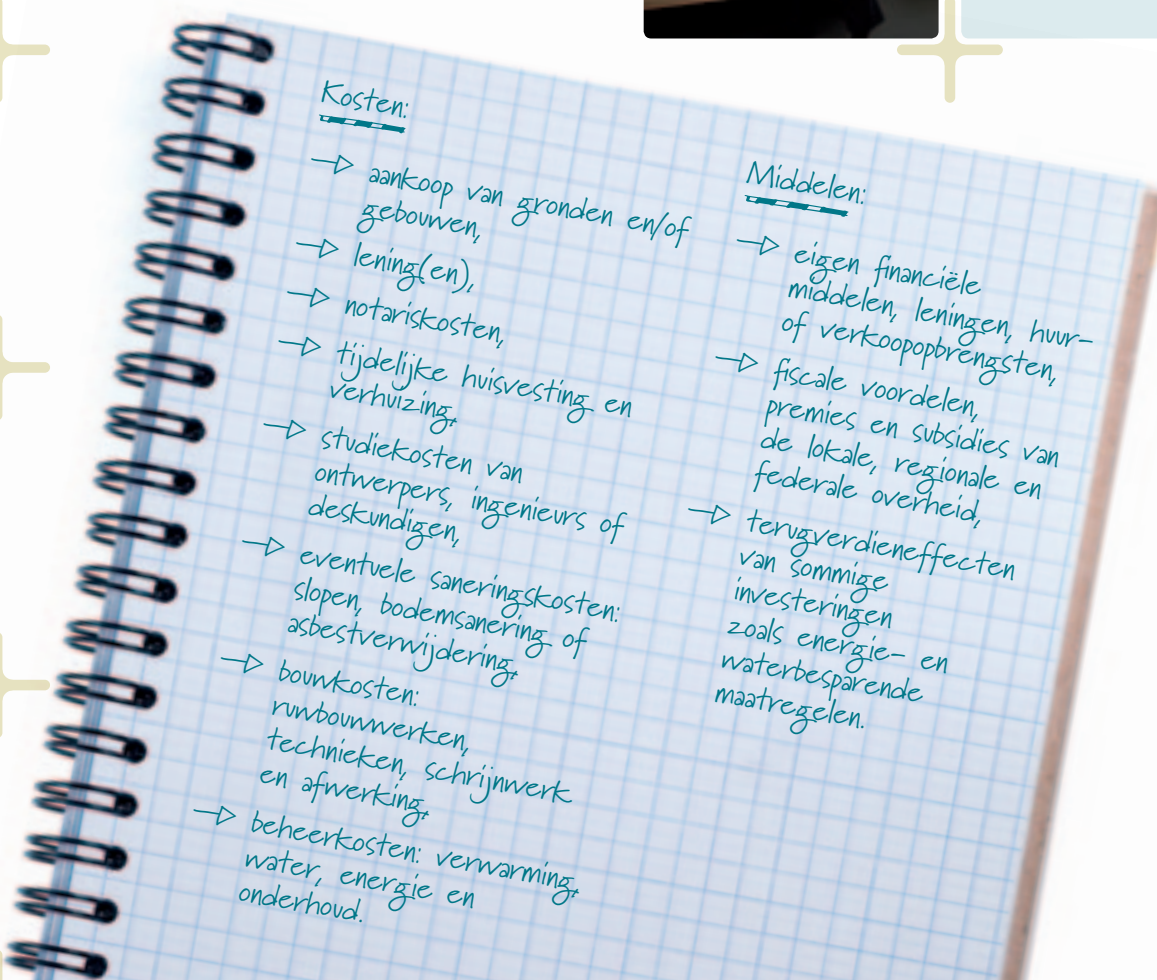 Kosten:
aankoop van gronden en/of
gebouwen,
lening(en),
notariskosten,
tijdelijke huisvesting en
verhuizing,
studiekosten van
ontwerpers, ingenieurs of
deskundigen,
eventuele saneringskosten:
slopen, bodemsanering of
asbestverwijdering,
bouwkosten:
ruwbouwwerken,
technieken, schrijnwerk
en afwerking,
beheerkosten: verwarming,
water, energie en
onderhoud.
Middelen:
eigen financiële
middelen, leningen, huur-
of verkoopopbrengsten,
fiscale voordelen,
premies en subsidies van
de lokale, regionale en
federale overheid,
terugverdieneffecten
van sommige
investeringen
zoals energie- en
waterbesparende
maatregelen.